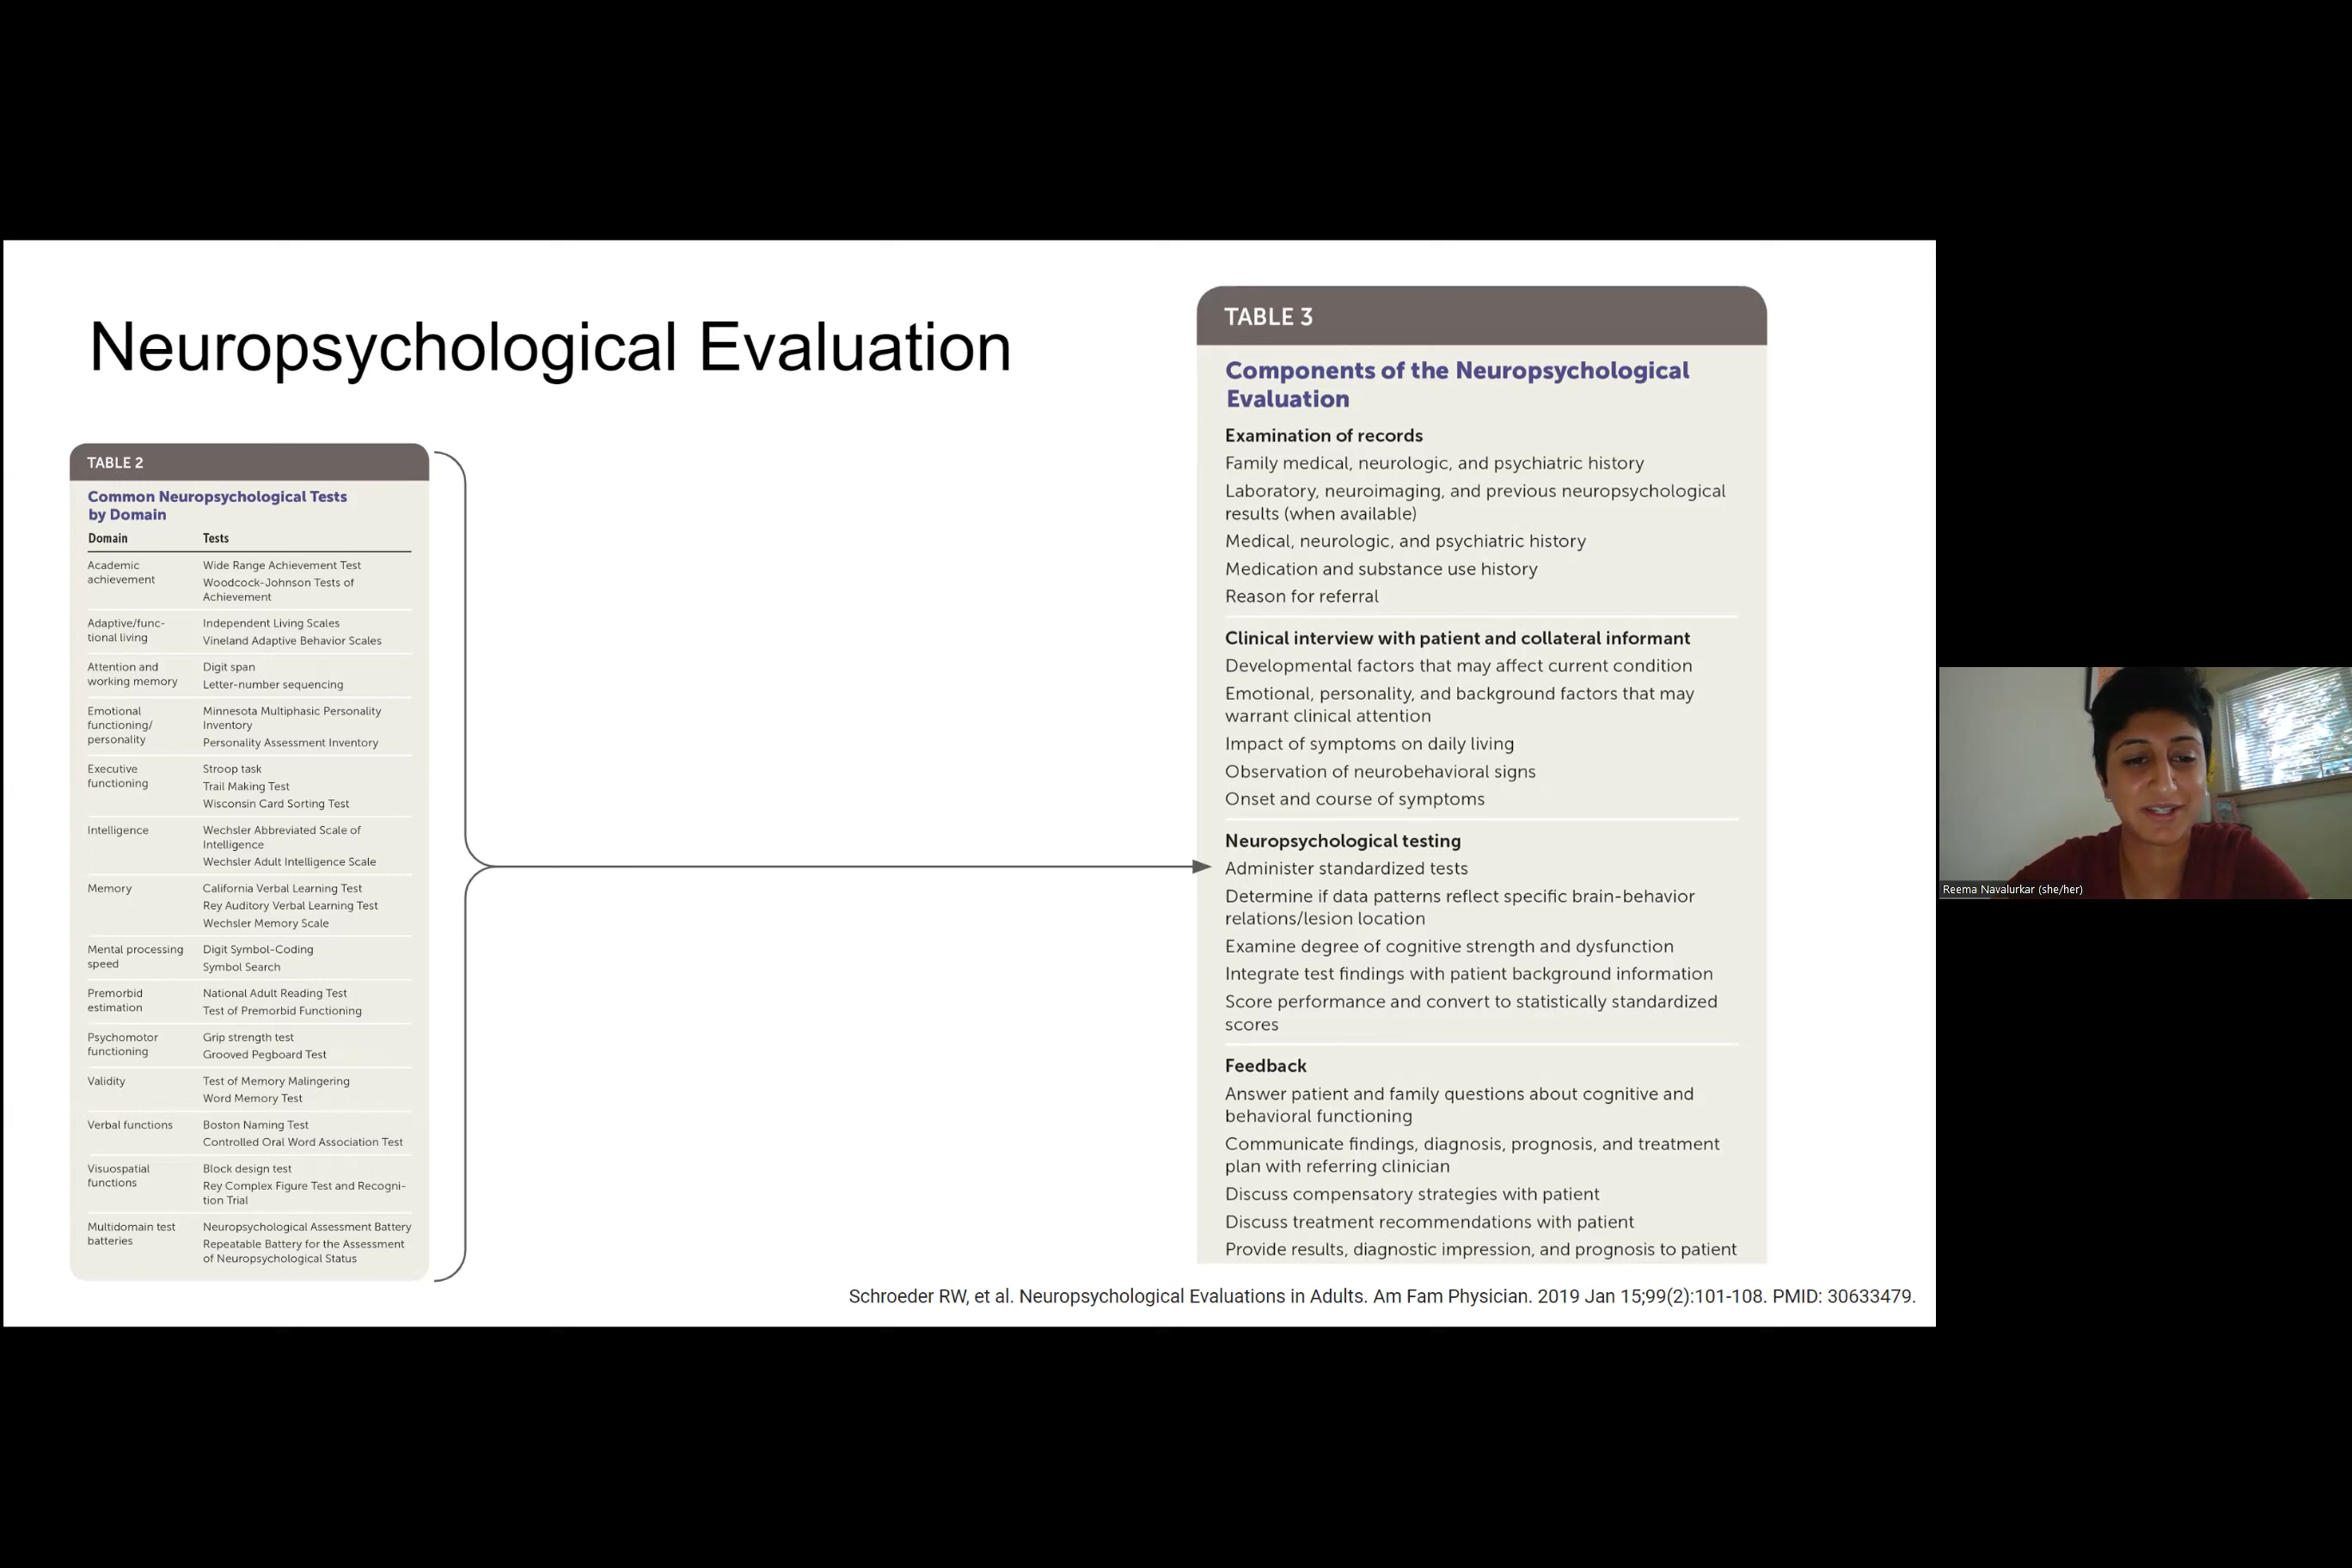 Neuropsychological Evaluation
TABLE 2
Common Neuropsychological Tests
by Domain
Domain Tests
Academic
achievement
Wide Range Achievement Test
Woodcock-Johnson Tests of
Achievement
Adaptive/func-
tional living
Independent Living Scales
Vineland Adaptive Behavior Scales
Attention and
working memory
Digit span
Letter-number sequencing
Emotional
functioning/
personality
Minnesota Multiphasic Personality
Inventory
Personality Assessment Inventory
Executive
functioning
Stroop task
Trail Making Test
Wisconsin Card Sorting Test
Intelligence
Wechsler Abbreviated Scale of
Intelligence
Wechsler Adult Intelligence Scale
Memory
California Verbal Learning Test
Rey Auditory Verbal Learning Test
Wechsler Memory Scale
Mental processing
speed
Digit Symbol-Coding
Symbol Search
Premorbid
estimation
National Adult Reading Test
Test of Premorbid Functioning
Psychomotor
functioning
Grip strength test
Grooved Pegboard Test
Validity
Test of Memory Malingering
Word Memory Test
Verbal functions
Boston Naming Test
Controlled Oral Word Association Test
Visuospatial
functions
Block design test
Rey Complex Figure Test and Recogni-
tion Trial
Multidomain test
batteries
Neuropsychological Assessment Battery
Repeatable Battery for the Assessment
of Neuropsychological Status
TABLE 3
Components of the Neuropsychological
Evaluation
Examination of records
Family medical, neurologic, and psychiatric history
Laboratory, neuroimaging, and previous neuropsychological
results (when available)
Medical, neurologic, and psychiatric history
Medication and substance use history
Reason for referral
Clinical interview with patient and collateral informant
Developmental factors that may affect current condition
Emotional, personality, and background factors that may
warrant clinical attention
Impact of symptoms on daily living
Observation of neurobehavioral signs
Onset and course of symptoms
Neuropsychological testing
Administer standardized tests
Determine if data patterns reflect specific brain-behavior
relations/lesion location
Examine degree of cognitive strength and dysfunction
Integrate test findings with patient background information
Score performance and convert to statistically standardized
scores
Feedback
Answer patient and family questions about cognitive and
behavioral functioning
Communicate findings, diagnosis, prognosis, and treatment
plan with referring clinician
Discuss compensatory strategies with patient
Discuss treatment recommendations with patient
Provide results, diagnostic impression, and prognosis to patient
Schroeder RW, et al. Neuropsychological Evaluations in Adults. Am Fam Physician. 2019 Jan 15;99(2):101-108. PMID: 30633479.
Reema Navalurkar (she/her)